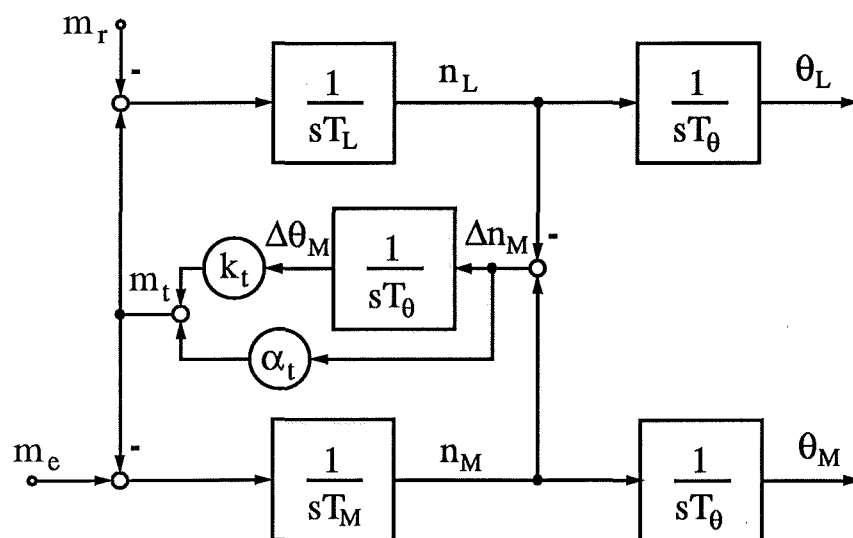 m_r
-
1
sT_L
n_L
1
sT_θ
θ_L
-
k_t
Δθ_M
1
sT_θ
Δn_M
m_t
α_t
-
m_e
1
sT_M
n_M
1
sT_θ
θ_M